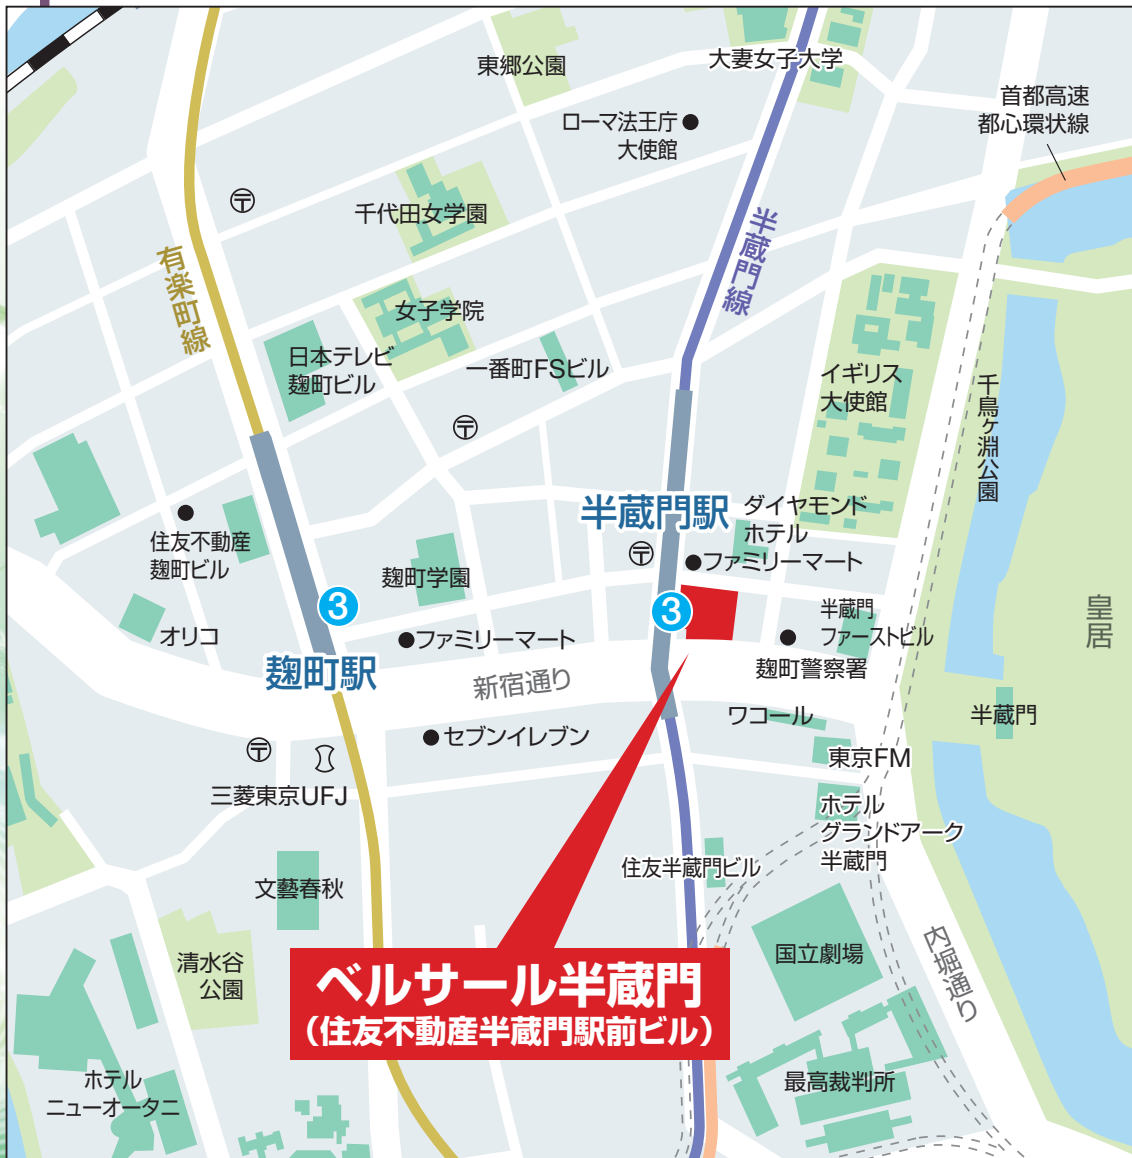 東郷公園
大妻女子大学
首都高速
都心環状線
ローマ法王庁
大使館
千代田女学園
半蔵門線
有楽町線
女子学院
日本テレビ
麹町ビル
一番町FSビル
イギリス
大使館
千鳥ヶ淵公園
半蔵門駅
ダイヤモンド
ホテル
ファミリーマート
住友不動産
麹町ビル
麹町学園
3
3
半蔵門
ファーストビル
皇居
オリコ
ファミリーマート
麹町駅
新宿通り
麹町警察署
ワコール
半蔵門
セブンイレブン
東京FM
三菱東京UFJ
ホテル
グランドアーク
半蔵門
住友半蔵門ビル
文藝春秋
清水谷
公園
国立劇場
内堀通り
ベルサール半蔵門
（住友不動産半蔵門駅前ビル）
最高裁判所
ホテル
ニューオータニ